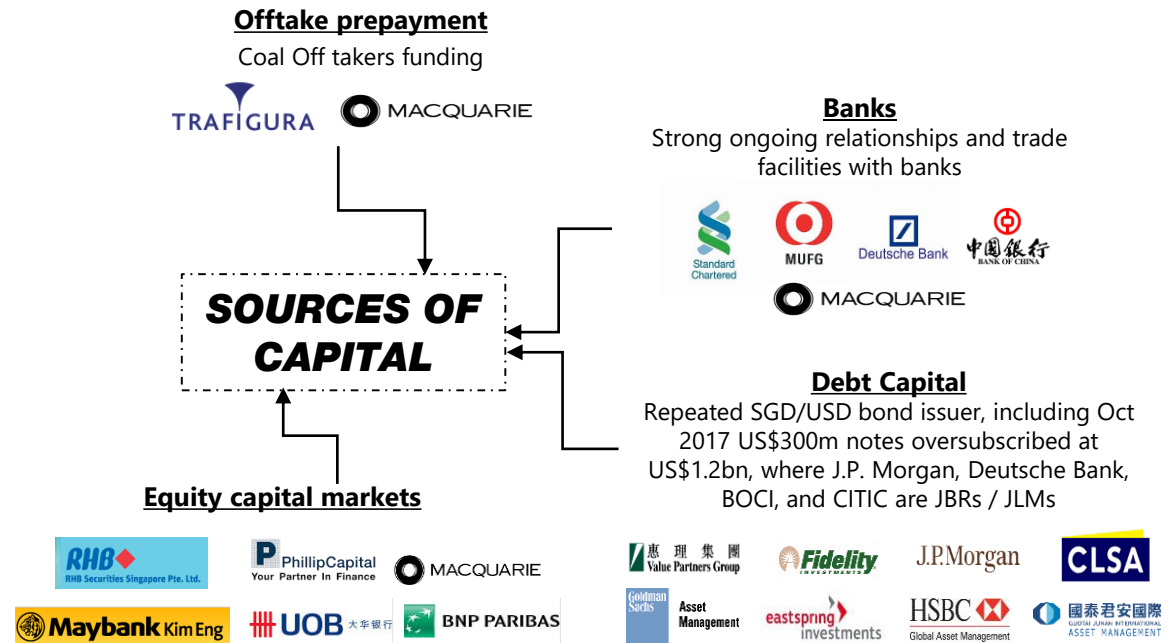 Offtake prepayment
Coal Off takers funding
TRAFIGURA
MACQUARIE
Banks
Strong ongoing relationships and trade
facilities with banks
Standard
Chartered
MUFG
Deutsche Bank
中國銀行
BANK OF CHINA
MACQUARIE
SOURCES OF
CAPITAL
Debt Capital
Repeated SGD/USD bond issuer, including Oct
2017 US$300m notes oversubscribed at
US$1.2bn, where J.P. Morgan, Deutsche Bank,
BOCI, and CITIC are JBRs / JLMs
Equity capital markets
RHB
RHB Securities Singapore Pte. Ltd.
P
PhillipCapital
Your Partner In Finance
MACQUARIE
Maybank Kim Eng
UOB 大华银行
BNP PARIBAS
惠理集團
Value Partners Group
Fidelity
INVESTMENTS
J.P.Morgan
CLSA
Goldman
Sachs
Asset
Management
eastspring
investments
HSBC
Global Asset Management
國泰君安國際
GUOTAI JUNAN INTERNATIONAL
ASSET MANAGEMENT